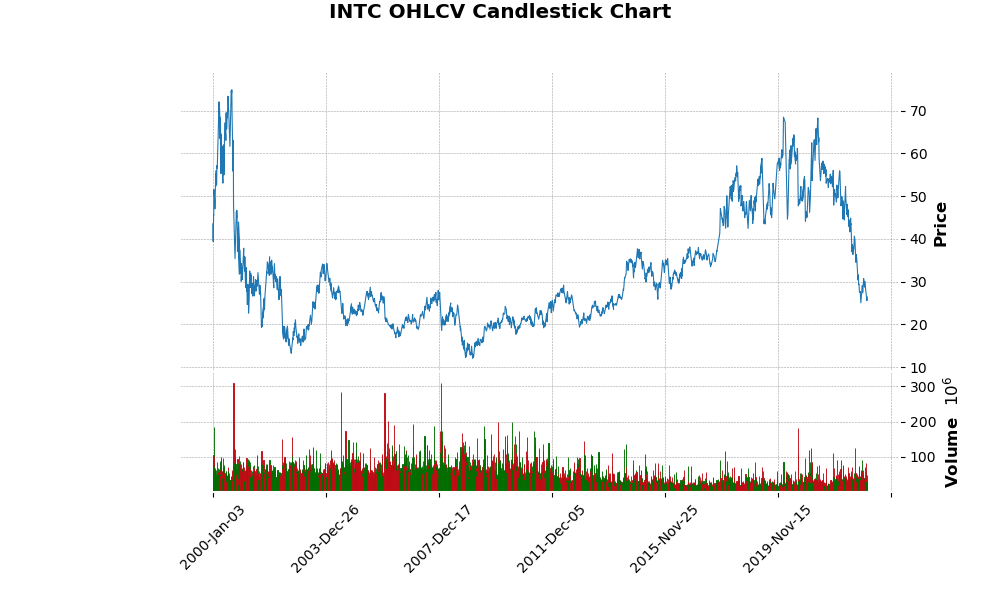 INTC OHLCV Candlestick Chart
70
60
50
40
30
20
10
Price
300
200
100
Volume 10^6
2000-Jan-03
2003-Dec-26
2007-Dec-17
2011-Dec-05
2015-Nov-25
2019-Nov-15